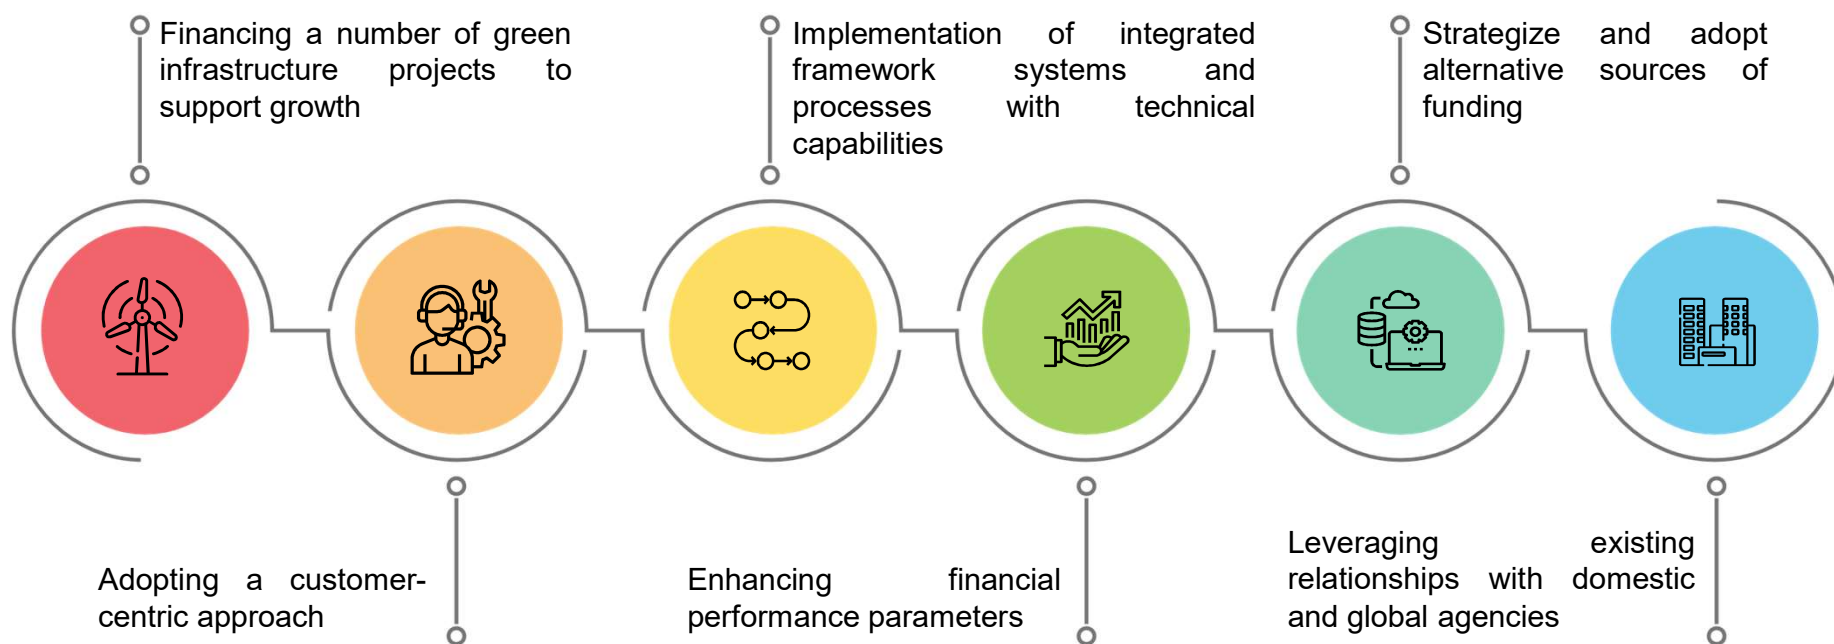 Financing a number of green
infrastructure projects to
support growth
Implementation of integrated
framework systems and
processes with technical
capabilities
Strategize and adopt
alternative sources of
funding
Adopting a customer-
centric approach
Enhancing financial
performance parameters
Leveraging existing
relationships with domestic
and global agencies